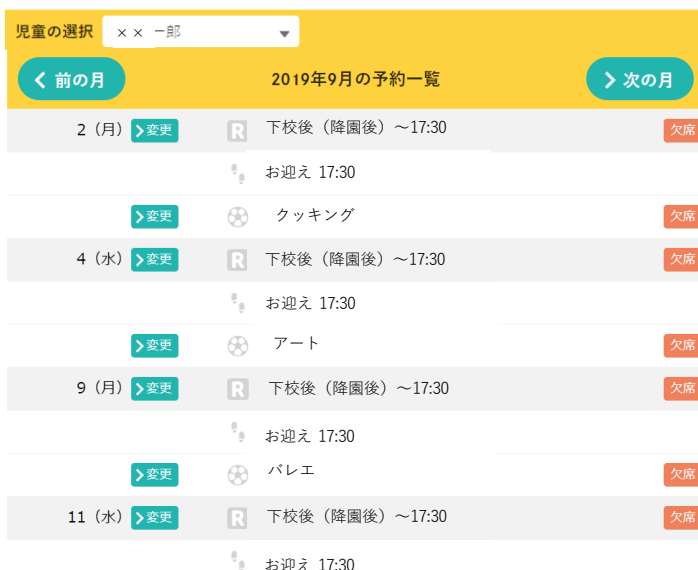 児童の選択 ×× 一郎
前の月 2019年9月の予約一覧 次の月
2（月） 変更 R 下校後（降園後）～17:30 欠席
お迎え 17:30
変更 クッキング 欠席
4（水） 変更 R 下校後（降園後）～17:30 欠席
お迎え 17:30
変更 アート 欠席
9（月） 変更 R 下校後（降園後）～17:30 欠席
お迎え 17:30
変更 バレエ 欠席
11（水） 変更 R 下校後（降園後）～17:30 欠席
お迎え 17:30